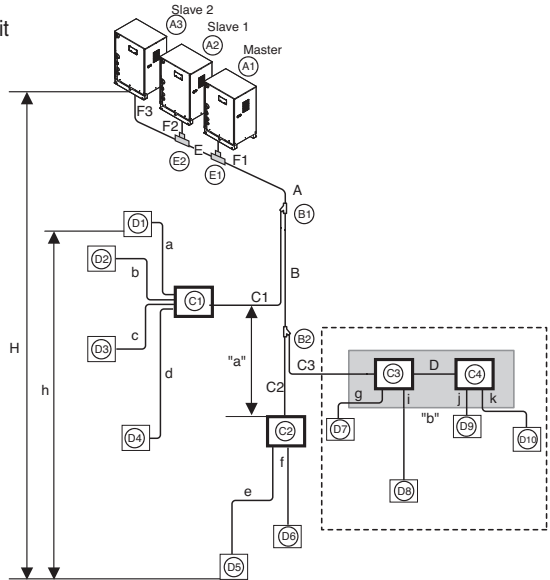 it
Slave 2
A3
Slave 1
A2
Master
A1
F3
F2
E
F1
E2
E1
A
B1
D1
a
D2
b
C1
C1
B
D3
c
d
"a"
B2
C3
C3
D
C4
H
h
C2
g
i
j
k
D4
C2
D7
"b"
D9
D10
f
e
D8
D6
D5